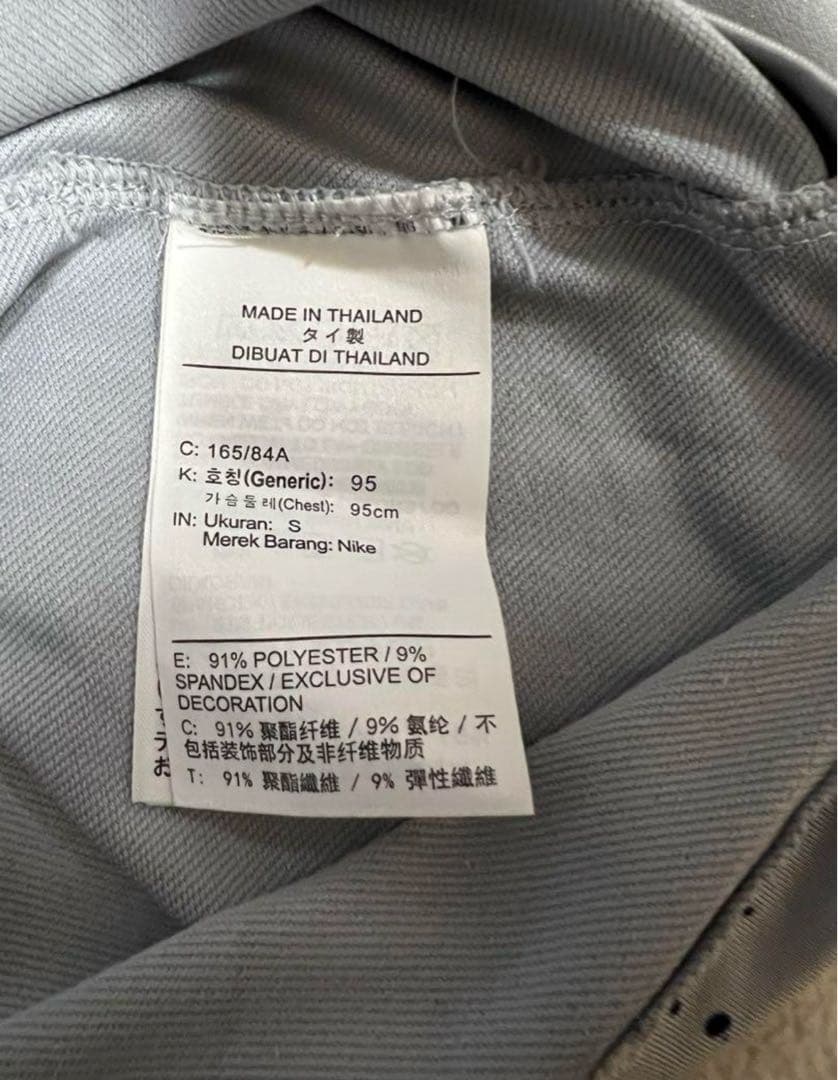 MADE IN THAILAND
タイ製
DIBUAT DI THAILAND
C: 165/84A
K: 호칭(Generic): 95
가슴둘레(Chest): 95cm
IN: Ukuran: S
Merek Barang: Nike
E: 91% POLYESTER / 9%
SPANDEX / EXCLUSIVE OF
DECORATION
C: 91% 聚酯纤维 / 9% 氨纶 / 不
包括装饰部分及非纤维物质
T: 91% 聚酯纖維 / 9% 彈性纖維